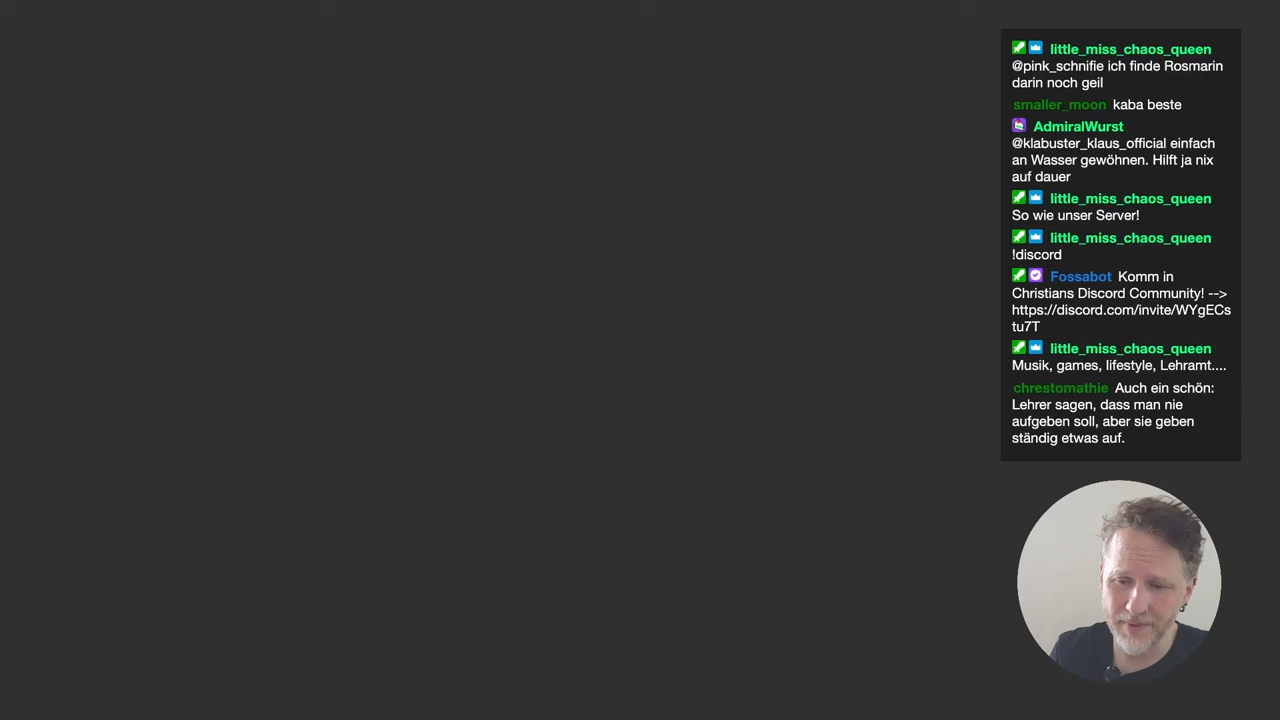 little_miss_chaos_queen
@pink_schnifie ich finde Rosmarin
darin noch geil
smaller_moon kaba beste
AdmiralWurst
@klabuster_klaus_official einfach
an Wasser gewöhnen. Hilft ja nix
auf dauer
little_miss_chaos_queen
So wie unser Server!
little_miss_chaos_queen
!discord
Fossabot Komm in
Christians Discord Community! -->
https://discord.com/invite/WYgECs
tu7T
little_miss_chaos_queen
Musik, games, lifestyle, Lehramt....
chrestomathie Auch ein schön:
Lehrer sagen, dass man nie
aufgeben soll, aber sie geben
ständig etwas auf.